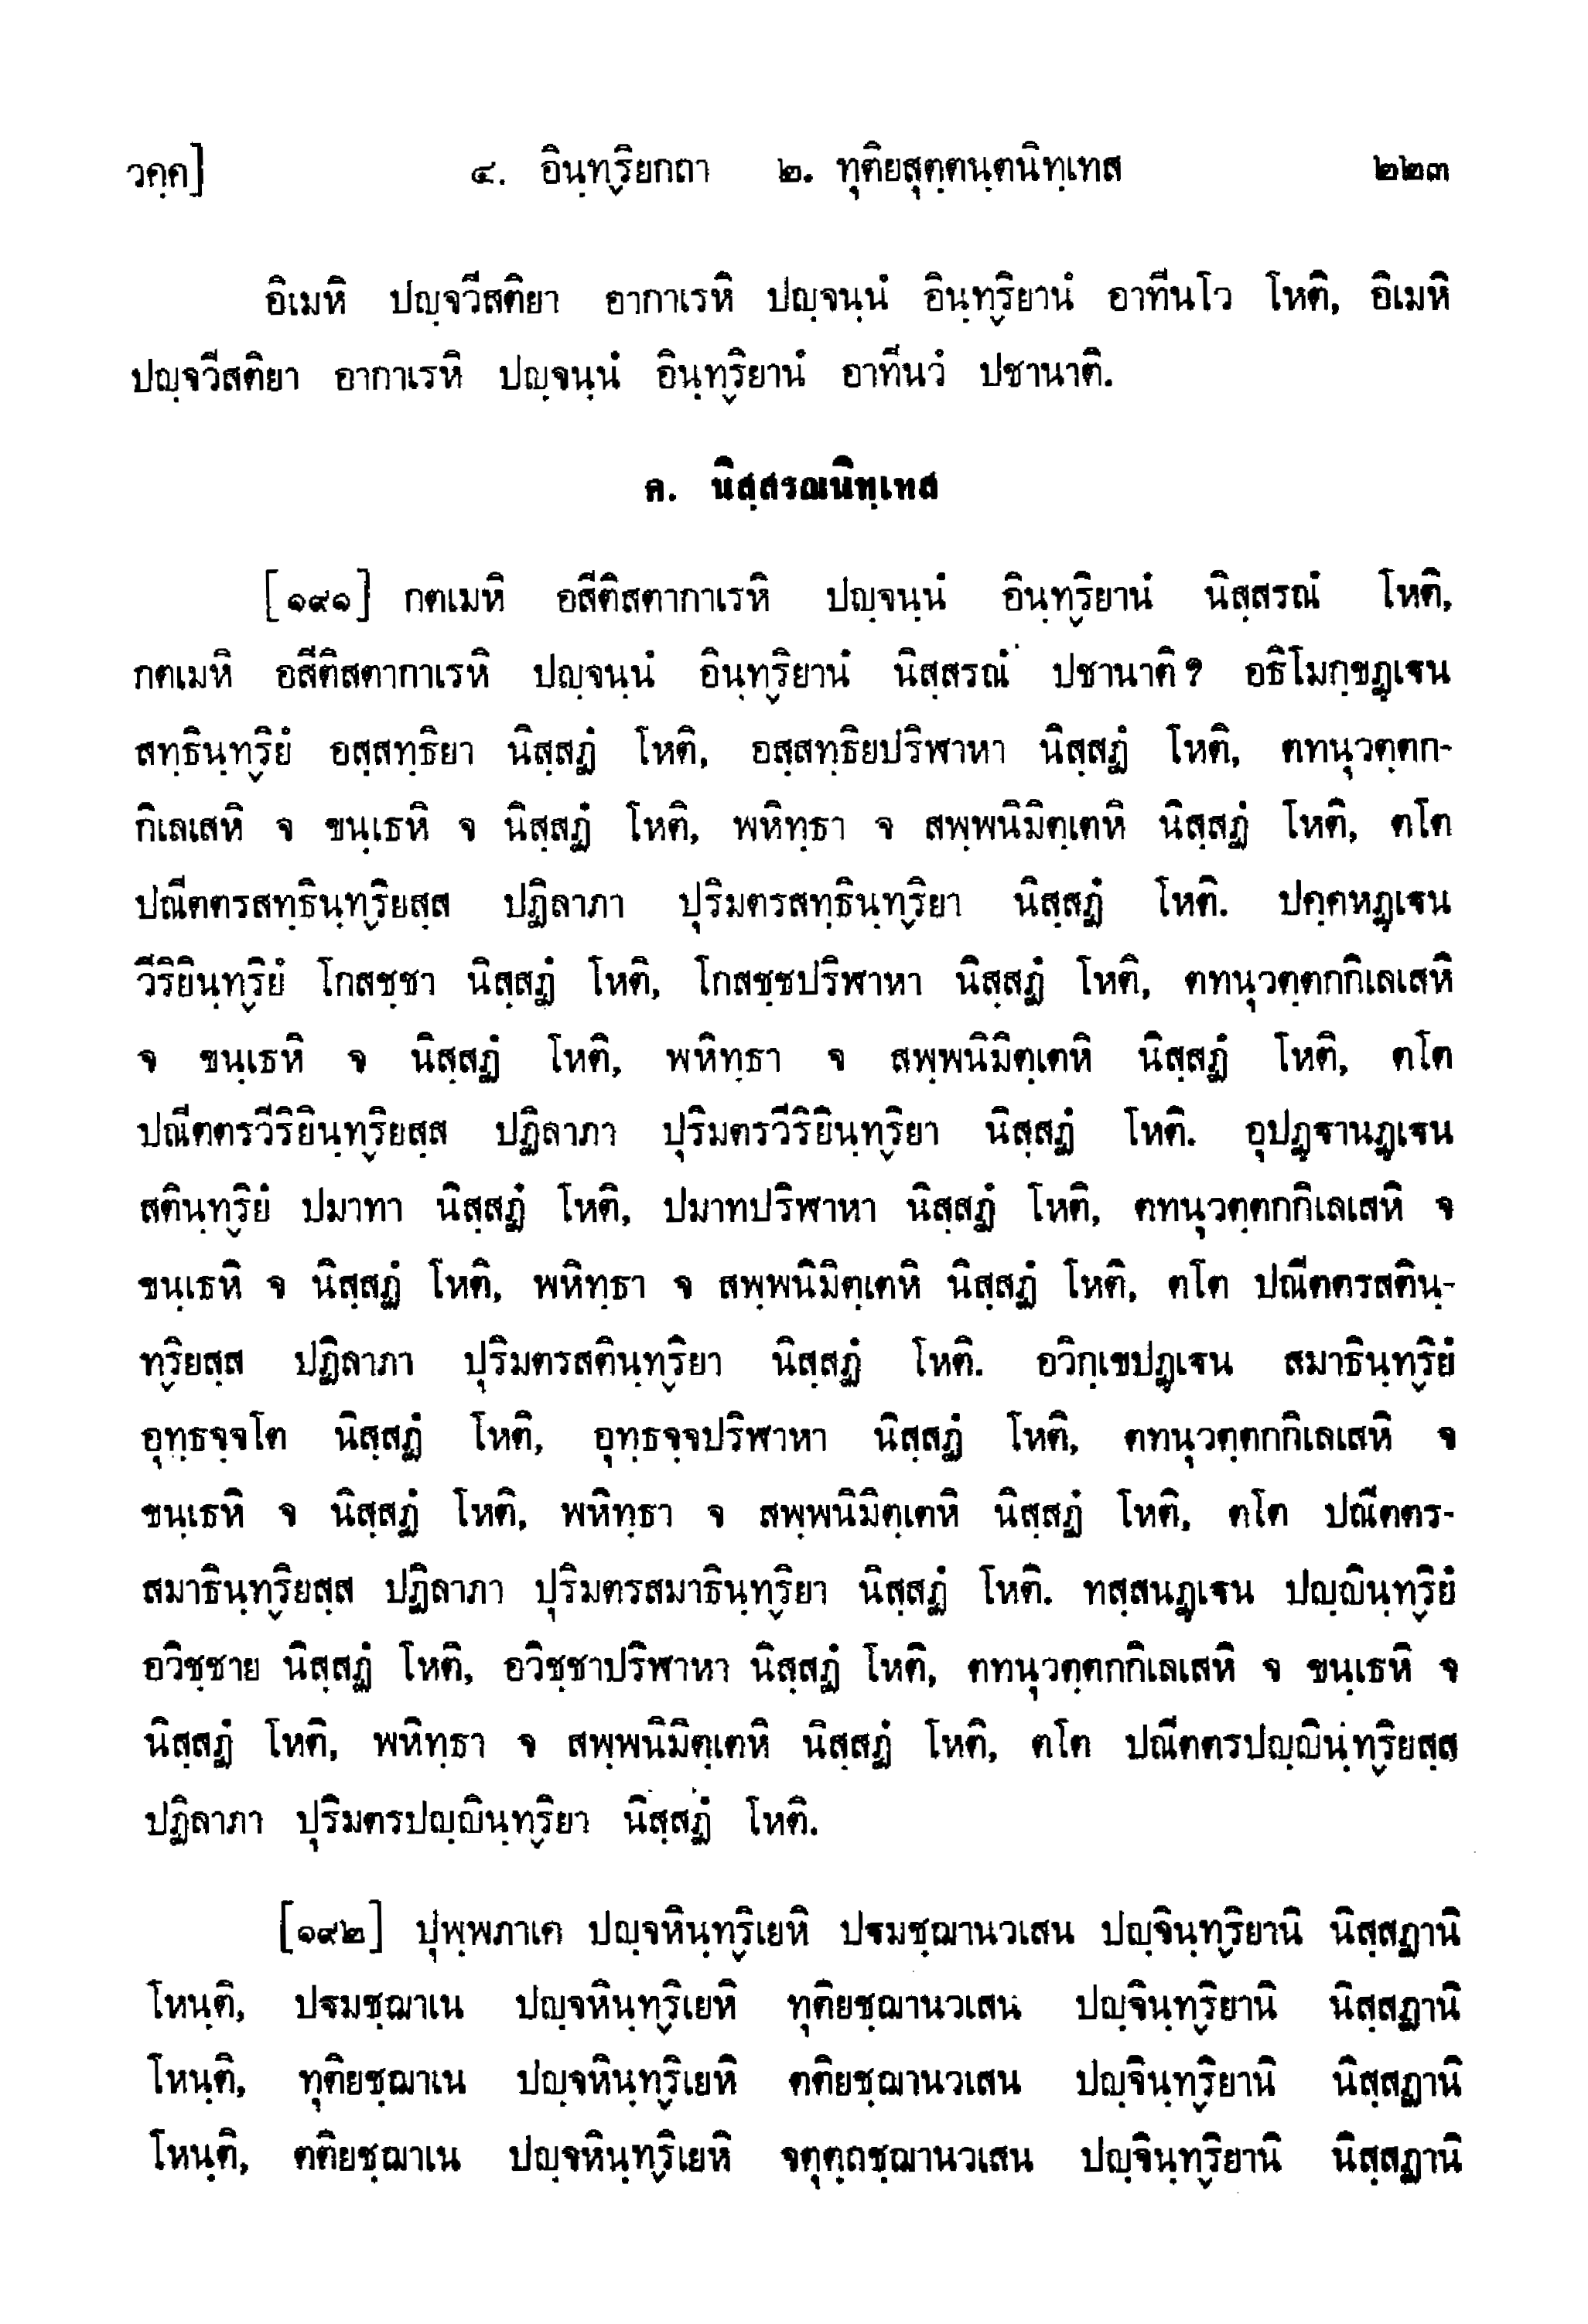 วคฺค] ๔. อินฺทฺริยกถา ๒. ทุติยสุตฺตนฺตนิทฺเทส ๒๒๓
อิเมหิ ปญฺจวีสติยา อากาเรหิ ปญฺจนฺนํ อินฺทฺริยานํ อาทีนโว โหติ, อิเมหิ
ปญฺจวีสติยา อากาเรหิ ปญฺจนฺนํ อินฺทฺริยานํ อาทีนวํ ปชานาติ.
ค. นิสฺสรณนิทฺเทส
[๑๙๑] กตเมหิ อสีติสตากาเรหิ ปญฺจนฺนํ อินฺทฺริยานํ นิสฺสรณํ โหติ,
กตเมหิ อสีติสตากาเรหิ ปญฺจนฺนํ อินฺทฺริยานํ นิสฺสรณํ ปชานาติ ? อธิโมกฺขฏฺเฐน
สทฺธินฺทฺริยํ อสฺสทฺธิยา นิสฺสฏํ โหติ, อสฺสทฺธิยปริฬาหา นิสฺสฏํ โหติ, ตทนุวตฺตก-
กิเลเสหิ จ ขนฺเธหิ จ นิสฺสฏํ โหติ, พหิทฺธา จ สพฺพนิมิตฺเตหิ นิสฺสฏํ โหติ, ตโต
ปณีตตรสทฺธินฺทฺริยสฺส ปฏิลาภา ปุริมตรสทฺธินฺทฺริยา นิสฺสฏํ โหติ. ปคฺคหฏฺเฐน
วีริยินฺทฺริยํ โกสชฺชา นิสฺสฏํ โหติ, โกสชฺชปริฬาหา นิสฺสฏํ โหติ, ตทนุวตฺตกกิเลเสหิ
จ ขนฺเธหิ จ นิสฺสฏํ โหติ, พหิทฺธา จ สพฺพนิมิตฺเตหิ นิสฺสฏํ โหติ, ตโต
ปณีตตรวีริยินฺทฺริยสฺส ปฏิลาภา ปุริมตรวีริยินฺทฺริยา นิสฺสฏํ โหติ. อุปฏฺฐานฏฺเฐน
สตินฺทฺริยํ ปมาทา นิสฺสฏํ โหติ, ปมาทปริฬาหา นิสฺสฏํ โหติ, ตทนุวตฺตกกิเลเสหิ จ
ขนฺเธหิ จ นิสฺสฏํ โหติ, พหิทฺธา จ สพฺพนิมิตฺเตหิ นิสฺสฏํ โหติ, ตโต ปณีตตรสตินฺ-
ทฺริยสฺส ปฏิลาภา ปุริมตรสตินฺทฺริยา นิสฺสฏํ โหติ. อวิกฺเขปฏฺเฐน สมาธินฺทฺริยํ
อุทฺธจฺจโต นิสฺสฏํ โหติ, อุทฺธจฺจปริฬาหา นิสฺสฏํ โหติ, ตทนุวตฺตกกิเลเสหิ จ
ขนฺเธหิ จ นิสฺสฏํ โหติ, พหิทฺธา จ สพฺพนิมิตฺเตหิ นิสฺสฏํ โหติ, ตโต ปณีตตร-
สมาธินฺทฺริยสฺส ปฏิลาภา ปุริมตรสมาธินฺทฺริยา นิสฺสฏํ โหติ. ทสฺสนฏฺเฐน ปญฺญินฺทฺริยํ
อวิชฺชาย นิสฺสฏํ โหติ, อวิชฺชาปริฬาหา นิสฺสฏํ โหติ, ตทนุวตฺตกกิเลเสหิ จ ขนฺเธหิ จ
นิสฺสฏํ โหติ, พหิทฺธา จ สพฺพนิมิตฺเตหิ นิสฺสฏํ โหติ, ตโต ปณีตตรปญฺญินฺทฺริยสฺส
ปฏิลาภา ปุริมตรปญฺญินฺทฺริยา นิสฺสฏํ โหติ.
[๑๙๒] ปุพฺพภาเค ปญฺจหินฺทฺริเยหิ ปฐมชฺฌานวเสน ปญฺจินฺทฺริยานิ นิสฺสฏานิ
โหนฺติ, ปฐมชฺฌาเน ปญฺจหินฺทฺริเยหิ ทุติยชฺฌานวเสน ปญฺจินฺทฺริยานิ นิสฺสฏานิ
โหนฺติ, ทุติยชฺฌาเน ปญฺจหินฺทฺริเยหิ ตติยชฺฌานวเสน ปญฺจินฺทฺริยานิ นิสฺสฏานิ
โหนฺติ, ตติยชฺฌาเน ปญฺจหินฺทฺริเยหิ จตุตฺถชฺฌานวเสน ปญฺจินฺทฺริยานิ นิสฺสฏานิ